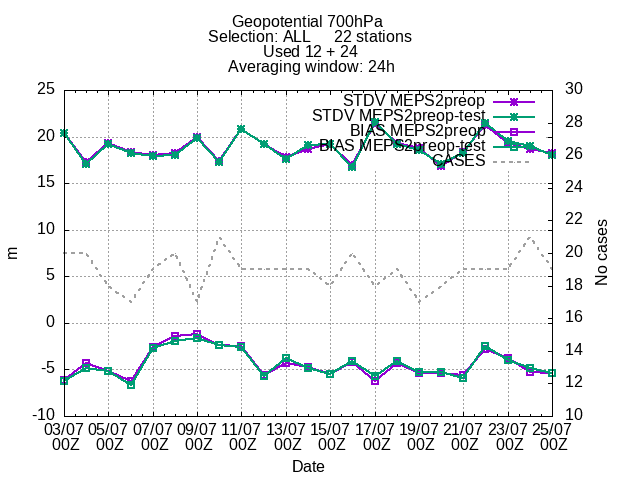 Geopotential 700hPa
Selection: ALL 22 stations
Used 12 + 24
Averaging window: 24h
STDV MEPS2preop
STDV MEPS2preop-test
BIAS MEPS2preop
BIAS MEPS2preop-test
CASES
25
20
15
10
5
0
-5
-10
m
30
28
26
24
22
20
18
16
14
12
10
No cases
03/07 05/07 07/07 09/07 11/07 13/07 15/07 17/07 19/07 21/07 23/07 25/07
00Z 00Z 00Z 00Z 00Z 00Z 00Z 00Z 00Z 00Z 00Z 00Z
Date